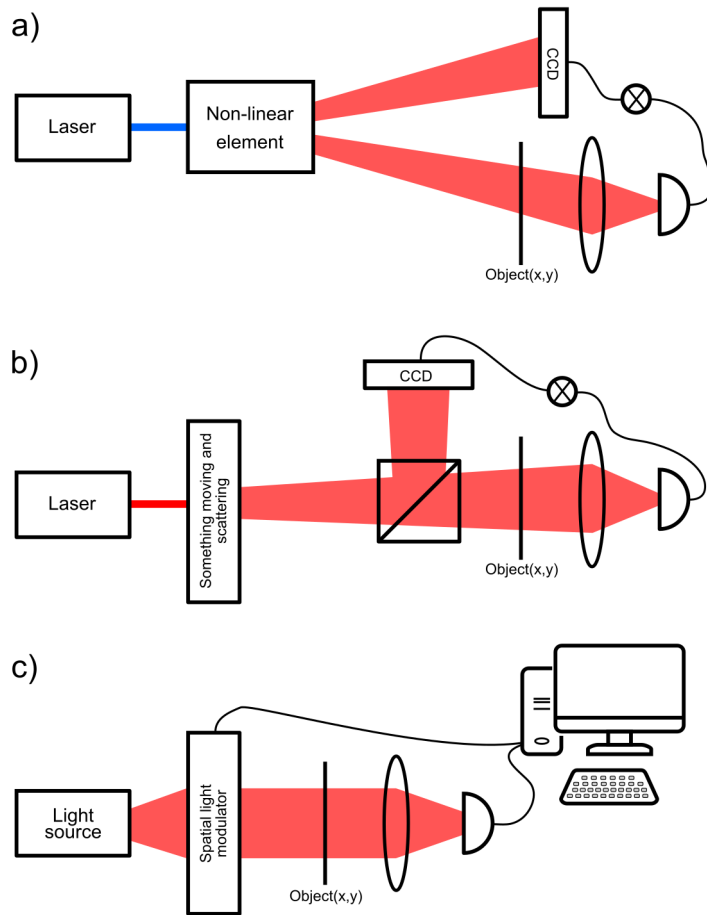 a)
Laser
Non-linear
element
CCD
Object(x,y)
b)
CCD
Laser
Something moving and
scattering
Object(x,y)
c)
Light
source
Spatial light
modulator
Object(x,y)